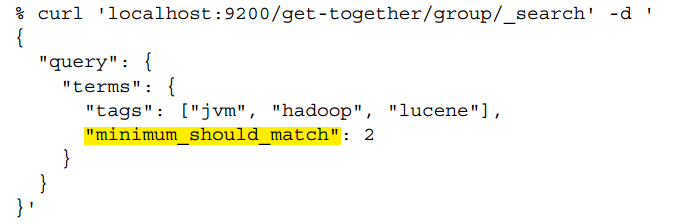 % curl 'localhost:9200/get-together/group/_search' -d '
{
  "query": {
    "terms": {
      "tags": ["jvm", "hadoop", "lucene"],
      "minimum_should_match": 2
    }
  }
}'